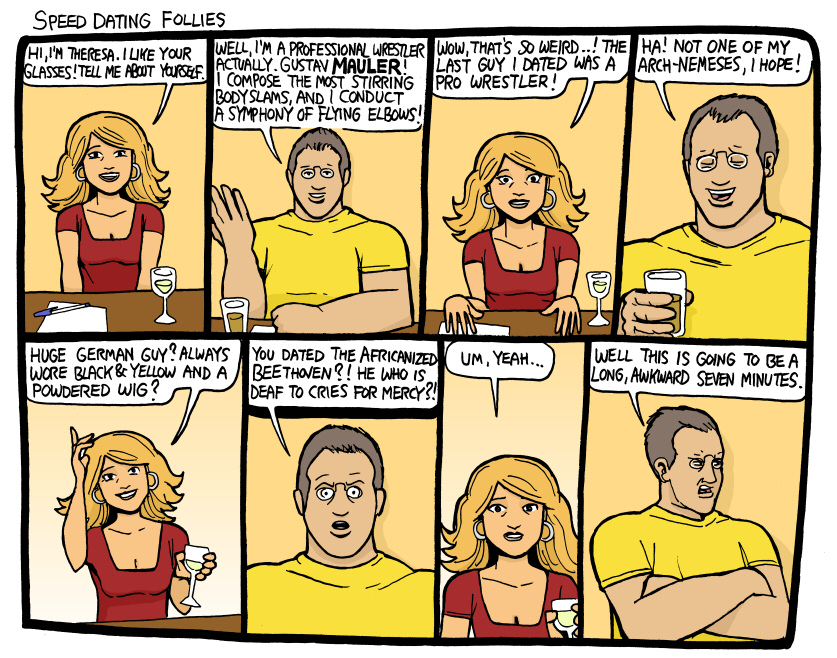 SPEED DATING FOLLIES
HI, I'M THERESA. I LIKE YOUR
GLASSES! TELL ME ABOUT YOURSELF.
WELL, I'M A PROFESSIONAL WRESTLER
ACTUALLY. GUSTAV MAULER!
I COMPOSE THE MOST STIRRING
BODYSLAMS, AND I CONDUCT
A SYMPHONY OF FLYING ELBOWS!
WOW, THAT'S SO WEIRD..! THE
LAST GUY I DATED WAS A
PRO WRESTLER!
HA! NOT ONE OF MY
ARCH-NEMESES, I HOPE!
HUGE GERMAN GUY? ALWAYS
WORE BLACK & YELLOW AND A
POWDERED WIG?
YOU DATED THE AFRICANIZED
BEETHOVEN?! HE WHO IS
DEAF TO CRIES FOR MERCY?!
UM, YEAH...
WELL THIS IS GOING TO BE A
LONG, AWKWARD SEVEN MINUTES.